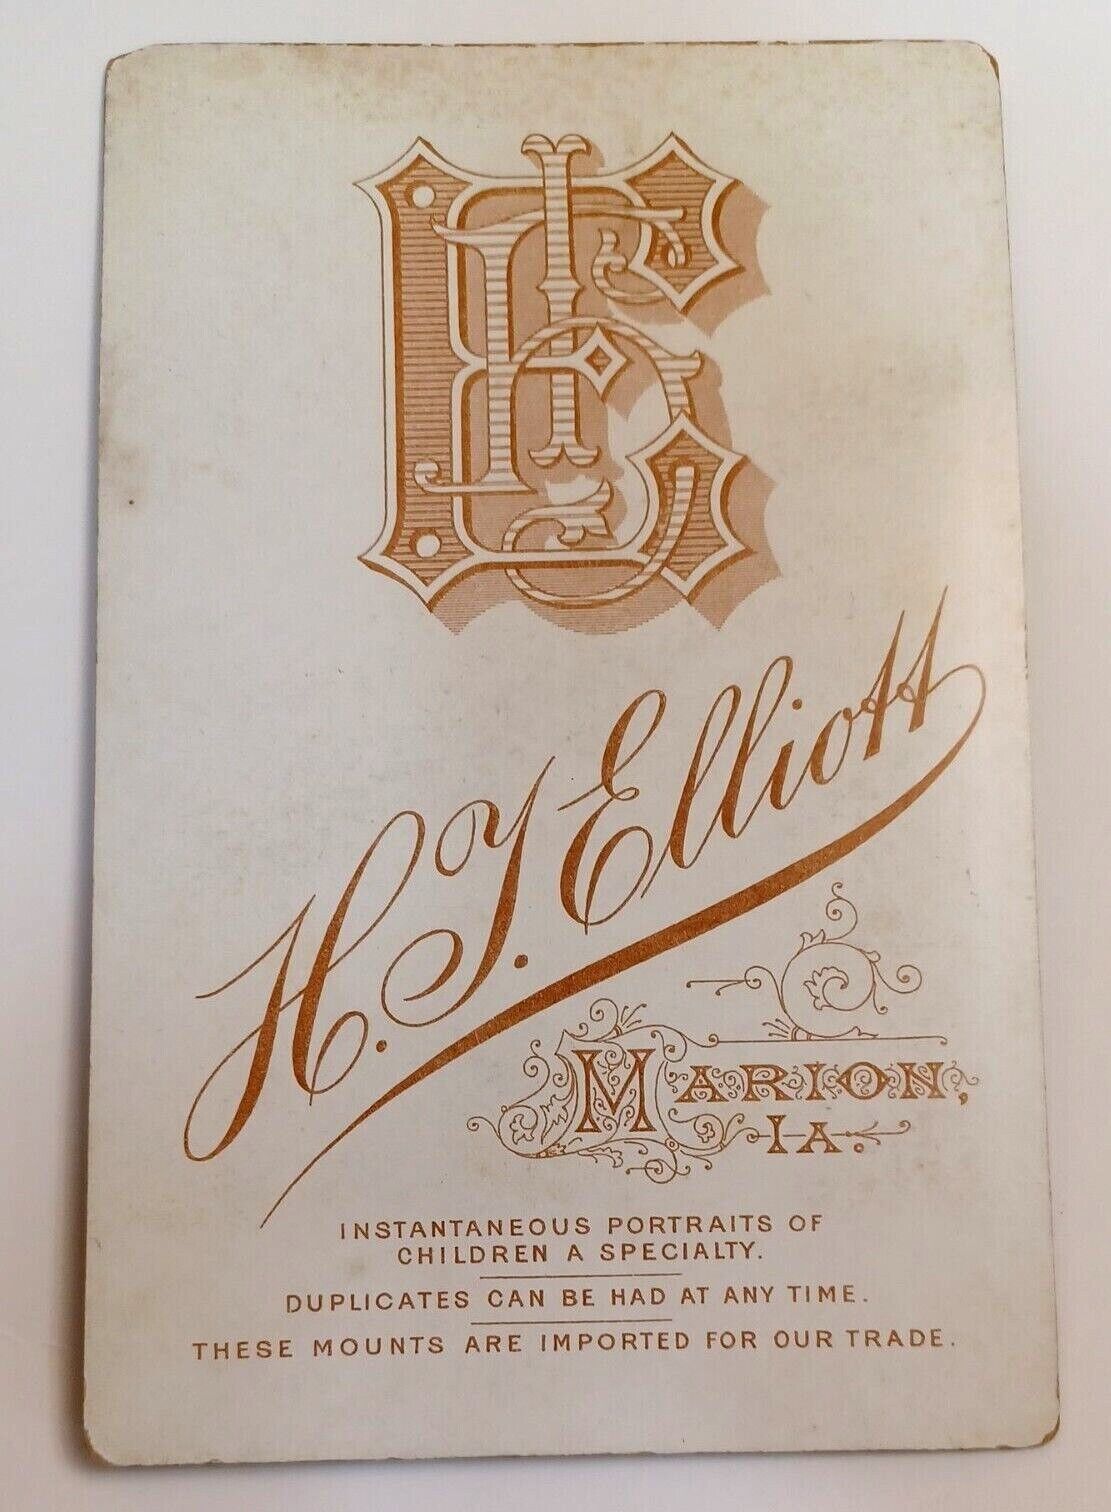 H. J. Elliott
MARION,
IA.
INSTANTANEOUS PORTRAITS OF
CHILDREN A SPECIALTY.
DUPLICATES CAN BE HAD AT ANY TIME.
THESE MOUNTS ARE IMPORTED FOR OUR TRADE.